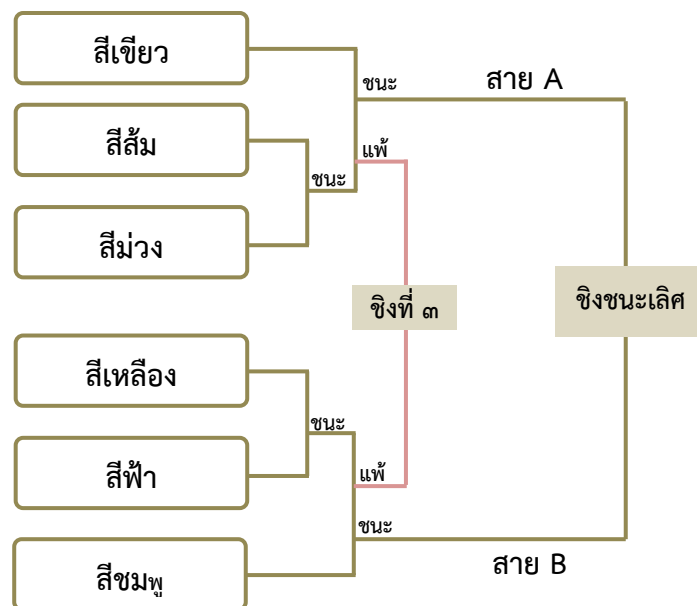 สีเขียว
ชนะ
สาย A
สีส้ม
แพ้
ชนะ
สีม่วง
ชิงที่ ๓
ชิงชนะเลิศ
สีเหลือง
ชนะ
สีฟ้า
แพ้
ชนะ
สาย B
สีชมพู